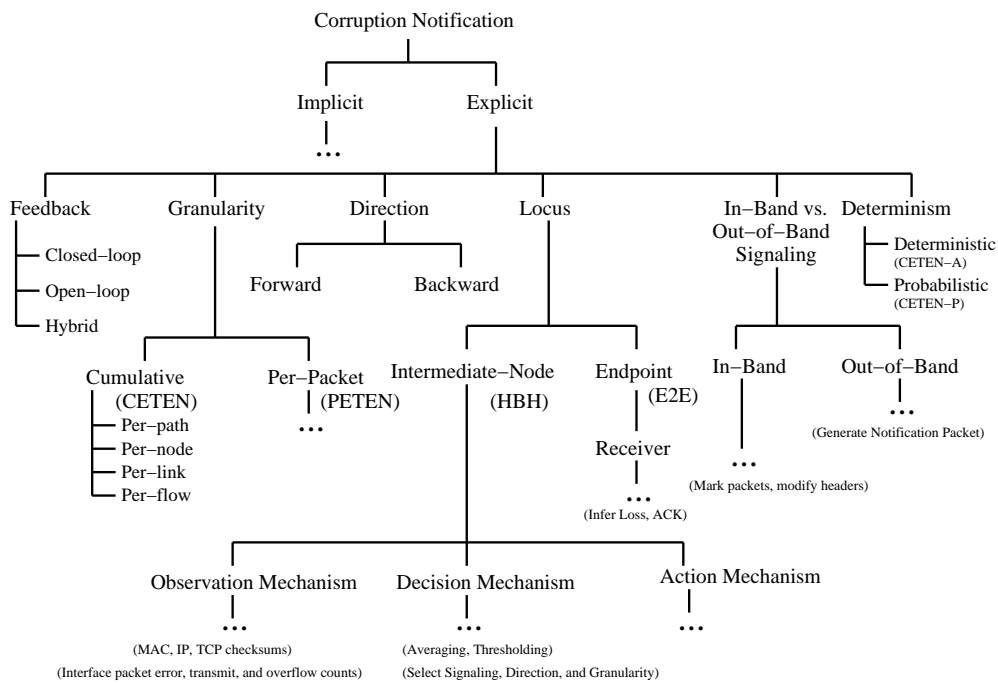 Corruption Notification
Implicit
Explicit
...
Feedback
Granularity
Direction
Locus
In−Band vs.
Out−of−Band
Signaling
Determinism
Closed−loop
Open−loop
Hybrid
Forward
Backward
Deterministic
(CETEN−A)
Probabilistic
(CETEN−P)
Cumulative
(CETEN)
Per−path
Per−node
Per−link
Per−flow
Per−Packet
(PETEN)
...
Intermediate−Node
(HBH)
Endpoint
(E2E)
Receiver
...
(Infer Loss, ACK)
In−Band
...
(Mark packets, modify headers)
Out−of−Band
...
(Generate Notification Packet)
Observation Mechanism
...
(MAC, IP, TCP checksums)
(Interface packet error, transmit, and overflow counts)
Decision Mechanism
...
(Averaging, Thresholding)
(Select Signaling, Direction, and Granularity)
Action Mechanism
...